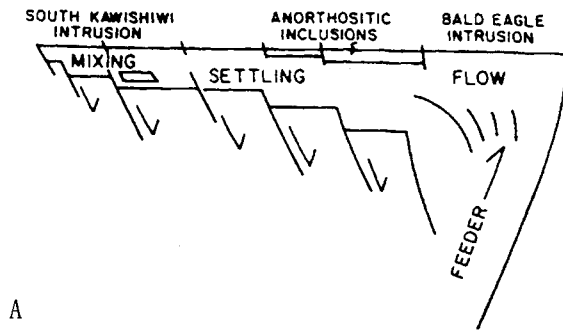 SOUTH KAWISHIWI
INTRUSION
ANORTHOSITIC
INCLUSIONS
BALD EAGLE
INTRUSION
MIXING
SETTLING
FLOW
FEEDER
A